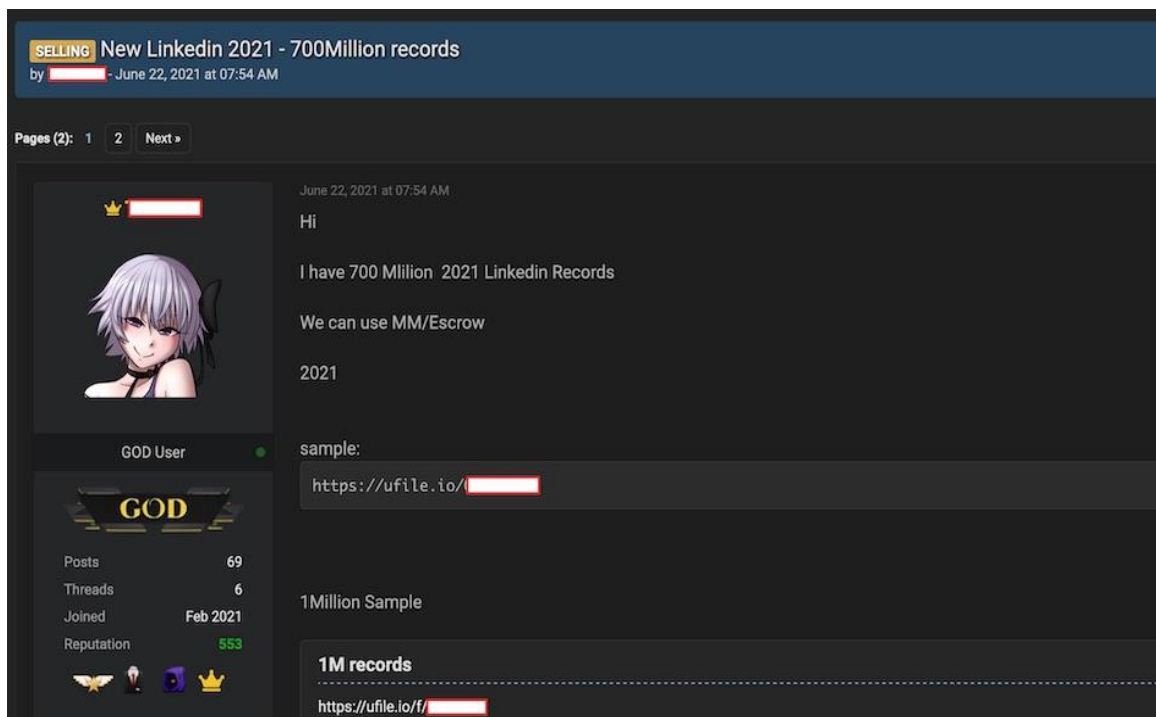 SELLING New Linkedin 2021 - 700Million records
by - June 22, 2021 at 07:54 AM
Pages (2): 1 2 Next »
June 22, 2021 at 07:54 AM
Hi
I have 700 Mlilion 2021 Linkedin Records
We can use MM/Escrow
2021
GOD User
GOD
Posts 69
Threads 6
Joined Feb 2021
Reputation 553
sample:
https://ufile.io/
1Million Sample
1M records
https://ufile.io/f/